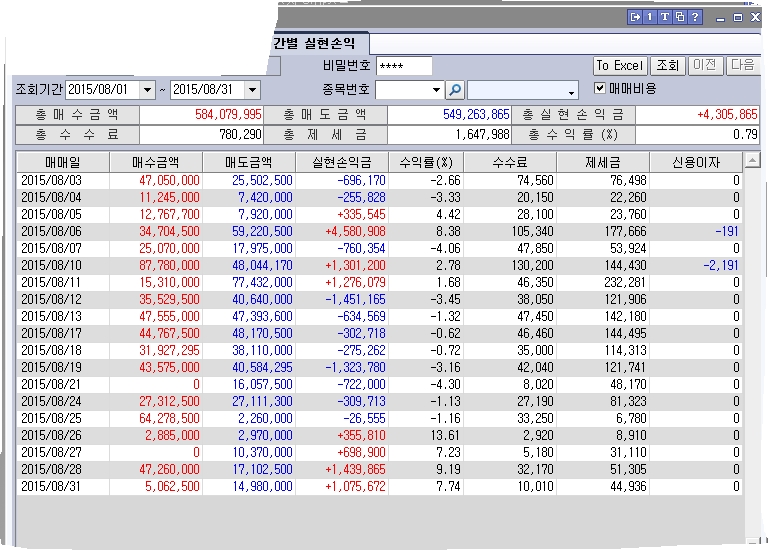 1 T ?
간별 실현손익
비밀번호 ****
To Excel 조회 이전 다음
조회기간 2015/08/01 ~ 2015/08/31 종목번호 매매비용
총 매 수 금 액 584,079,995 총 매 도 금 액 549,263,865 총 실 현 손 익 금 +4,305,865
총 수 수 료 780,290 총 제 세 금 1,647,988 총 수 익 률 (%) 0.79
매매일 매수금액 매도금액 실현손익금 수익률(%) 수수료 제세금 신용이자
2015/08/03 47,050,000 25,502,500 -696,170 -2.66 74,560 76,498 0
2015/08/04 11,245,000 7,420,000 -255,828 -3.33 20,150 22,260 0
2015/08/05 12,767,700 7,920,000 +335,545 4.42 28,100 23,760 0
2015/08/06 34,704,500 59,220,500 +4,580,908 8.38 105,340 177,666 -191
2015/08/07 25,070,000 17,975,000 -760,354 -4.06 47,850 53,924 0
2015/08/10 87,780,000 48,044,170 +1,301,200 2.78 130,200 144,430 -2,191
2015/08/11 15,310,000 77,432,000 +1,276,079 1.68 46,350 232,281 0
2015/08/12 35,529,500 40,640,000 -1,451,165 -3.45 38,050 121,906 0
2015/08/13 47,555,000 47,393,600 -634,569 -1.32 47,450 142,180 0
2015/08/17 44,767,500 48,170,500 -302,718 -0.62 46,460 144,495 0
2015/08/18 31,927,295 38,110,000 -275,262 -0.72 35,000 114,313 0
2015/08/19 43,575,000 40,584,295 -1,323,780 -3.16 42,040 121,741 0
2015/08/21 0 16,057,500 -722,000 -4.30 8,020 48,170 0
2015/08/24 27,312,500 27,111,300 -309,713 -1.13 27,190 81,323 0
2015/08/25 64,278,500 2,260,000 -26,555 -1.16 33,250 6,780 0
2015/08/26 2,885,000 2,970,000 +355,810 13.61 2,920 8,910 0
2015/08/27 0 10,370,000 +698,900 7.23 5,180 31,110 0
2015/08/28 47,260,000 17,102,500 +1,439,865 9.19 32,170 51,305 0
2015/08/31 5,062,500 14,980,000 +1,075,672 7.74 10,010 44,936 0